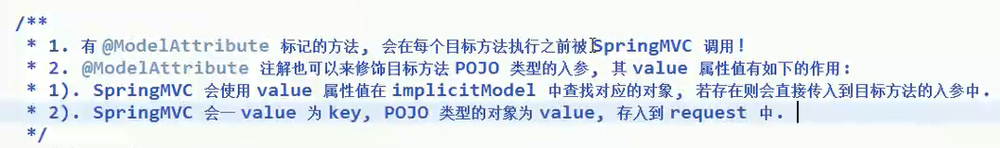 /**
* 1. 有 @ModelAttribute 标记的方法, 会在每个目标方法执行之前被 SpringMVC 调用!
* 2. @ModelAttribute 注解也可以来修饰目标方法 POJO 类型的入参, 其 value 属性值有如下的作用:
* 1). SpringMVC 会使用 value 属性值在 implicitModel 中查找对应的对象, 若存在则会直接传入到目标方法的入参中.
* 2). SpringMVC 会一 value 为 key, POJO 类型的对象为 value, 存入到 request 中.
*/